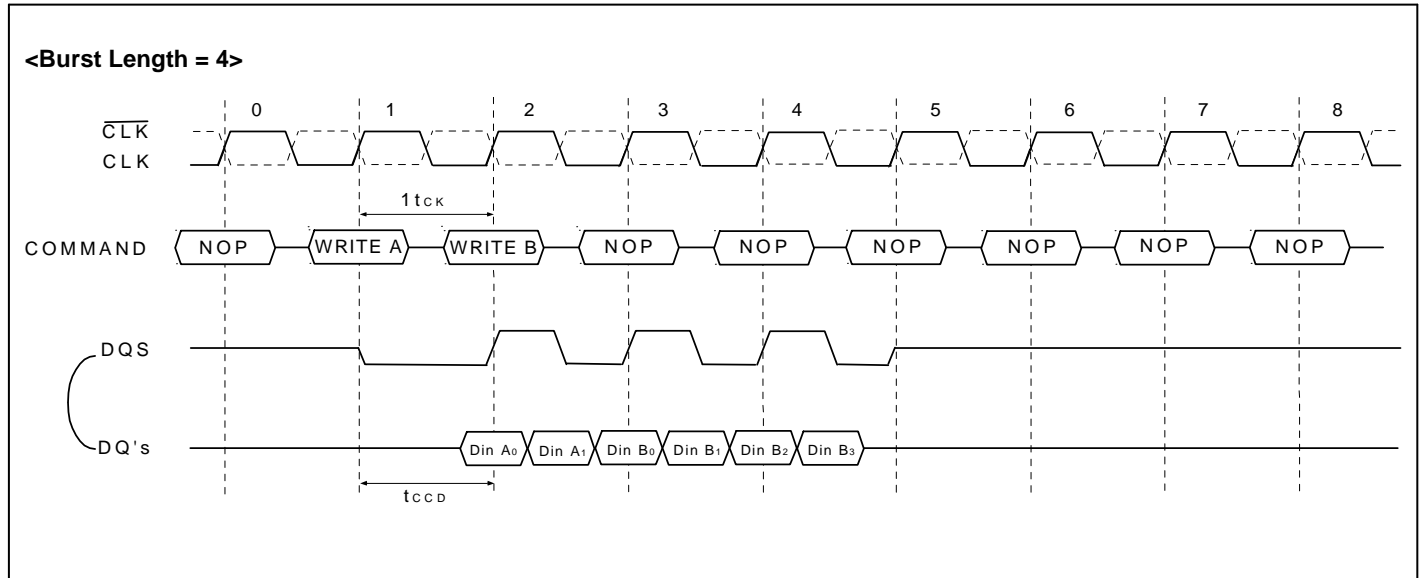 <Burst Length = 4>
0 1 2 3 4 5 6 7 8
CLK
CLK
1tCK
COMMAND NOP WRITE A WRITE B NOP NOP NOP NOP NOP NOP
DQS
DQ's Din A0 Din A1 Din B0 Din B1 Din B2 Din B3
tCCD